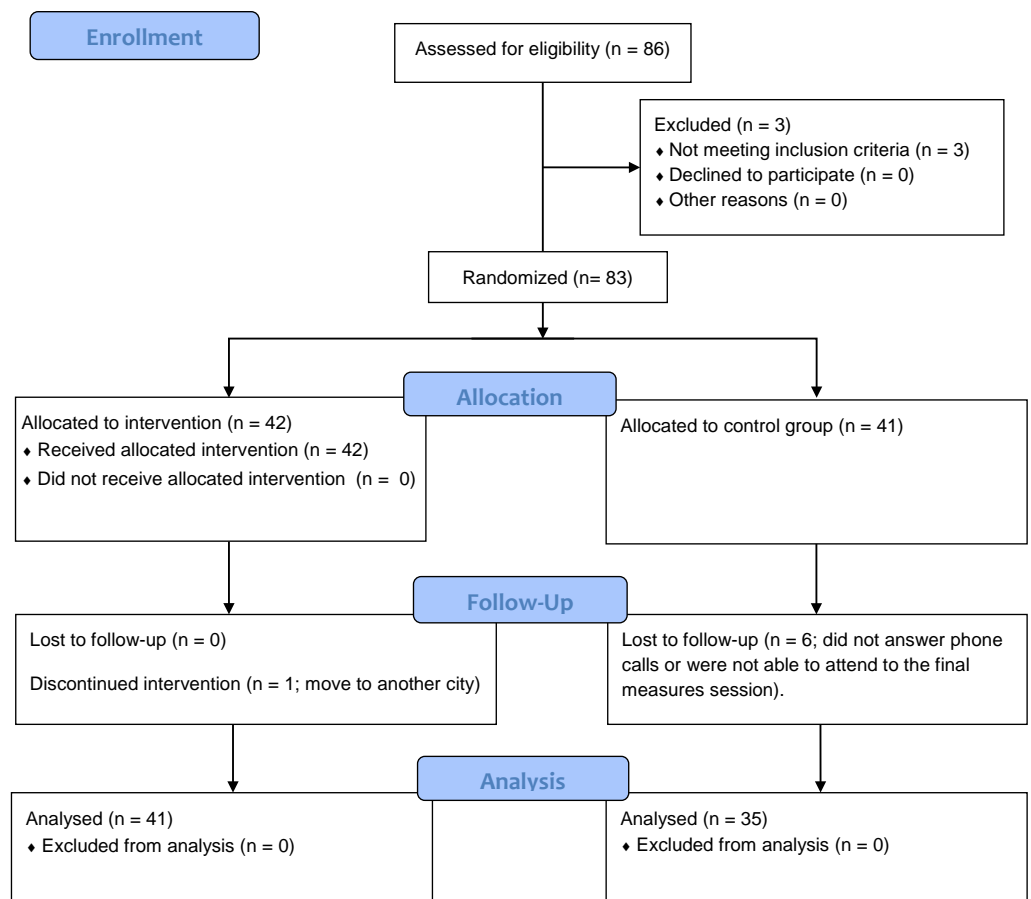 Enrollment
Assessed for eligibility (n = 86)
Excluded (n = 3)
♦ Not meeting inclusion criteria (n = 3)
♦ Declined to participate (n = 0)
♦ Other reasons (n = 0)
Randomized (n= 83)
Allocation
Allocated to intervention (n = 42)
♦ Received allocated intervention (n = 42)
♦ Did not receive allocated intervention (n = 0)
Allocated to control group (n = 41)
Follow-Up
Lost to follow-up (n = 0)
Discontinued intervention (n = 1; move to another city)
Lost to follow-up (n = 6; did not answer phone
calls or were not able to attend to the final
measures session).
Analysis
Analysed (n = 41)
♦ Excluded from analysis (n = 0)
Analysed (n = 35)
♦ Excluded from analysis (n = 0)